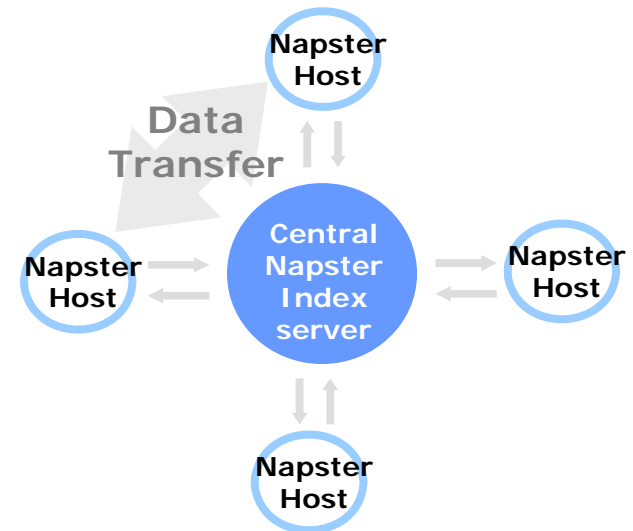 Napster
Host
Data
Transfer
Central
Napster
Index
server
Napster
Host
Napster
Host
Napster
Host